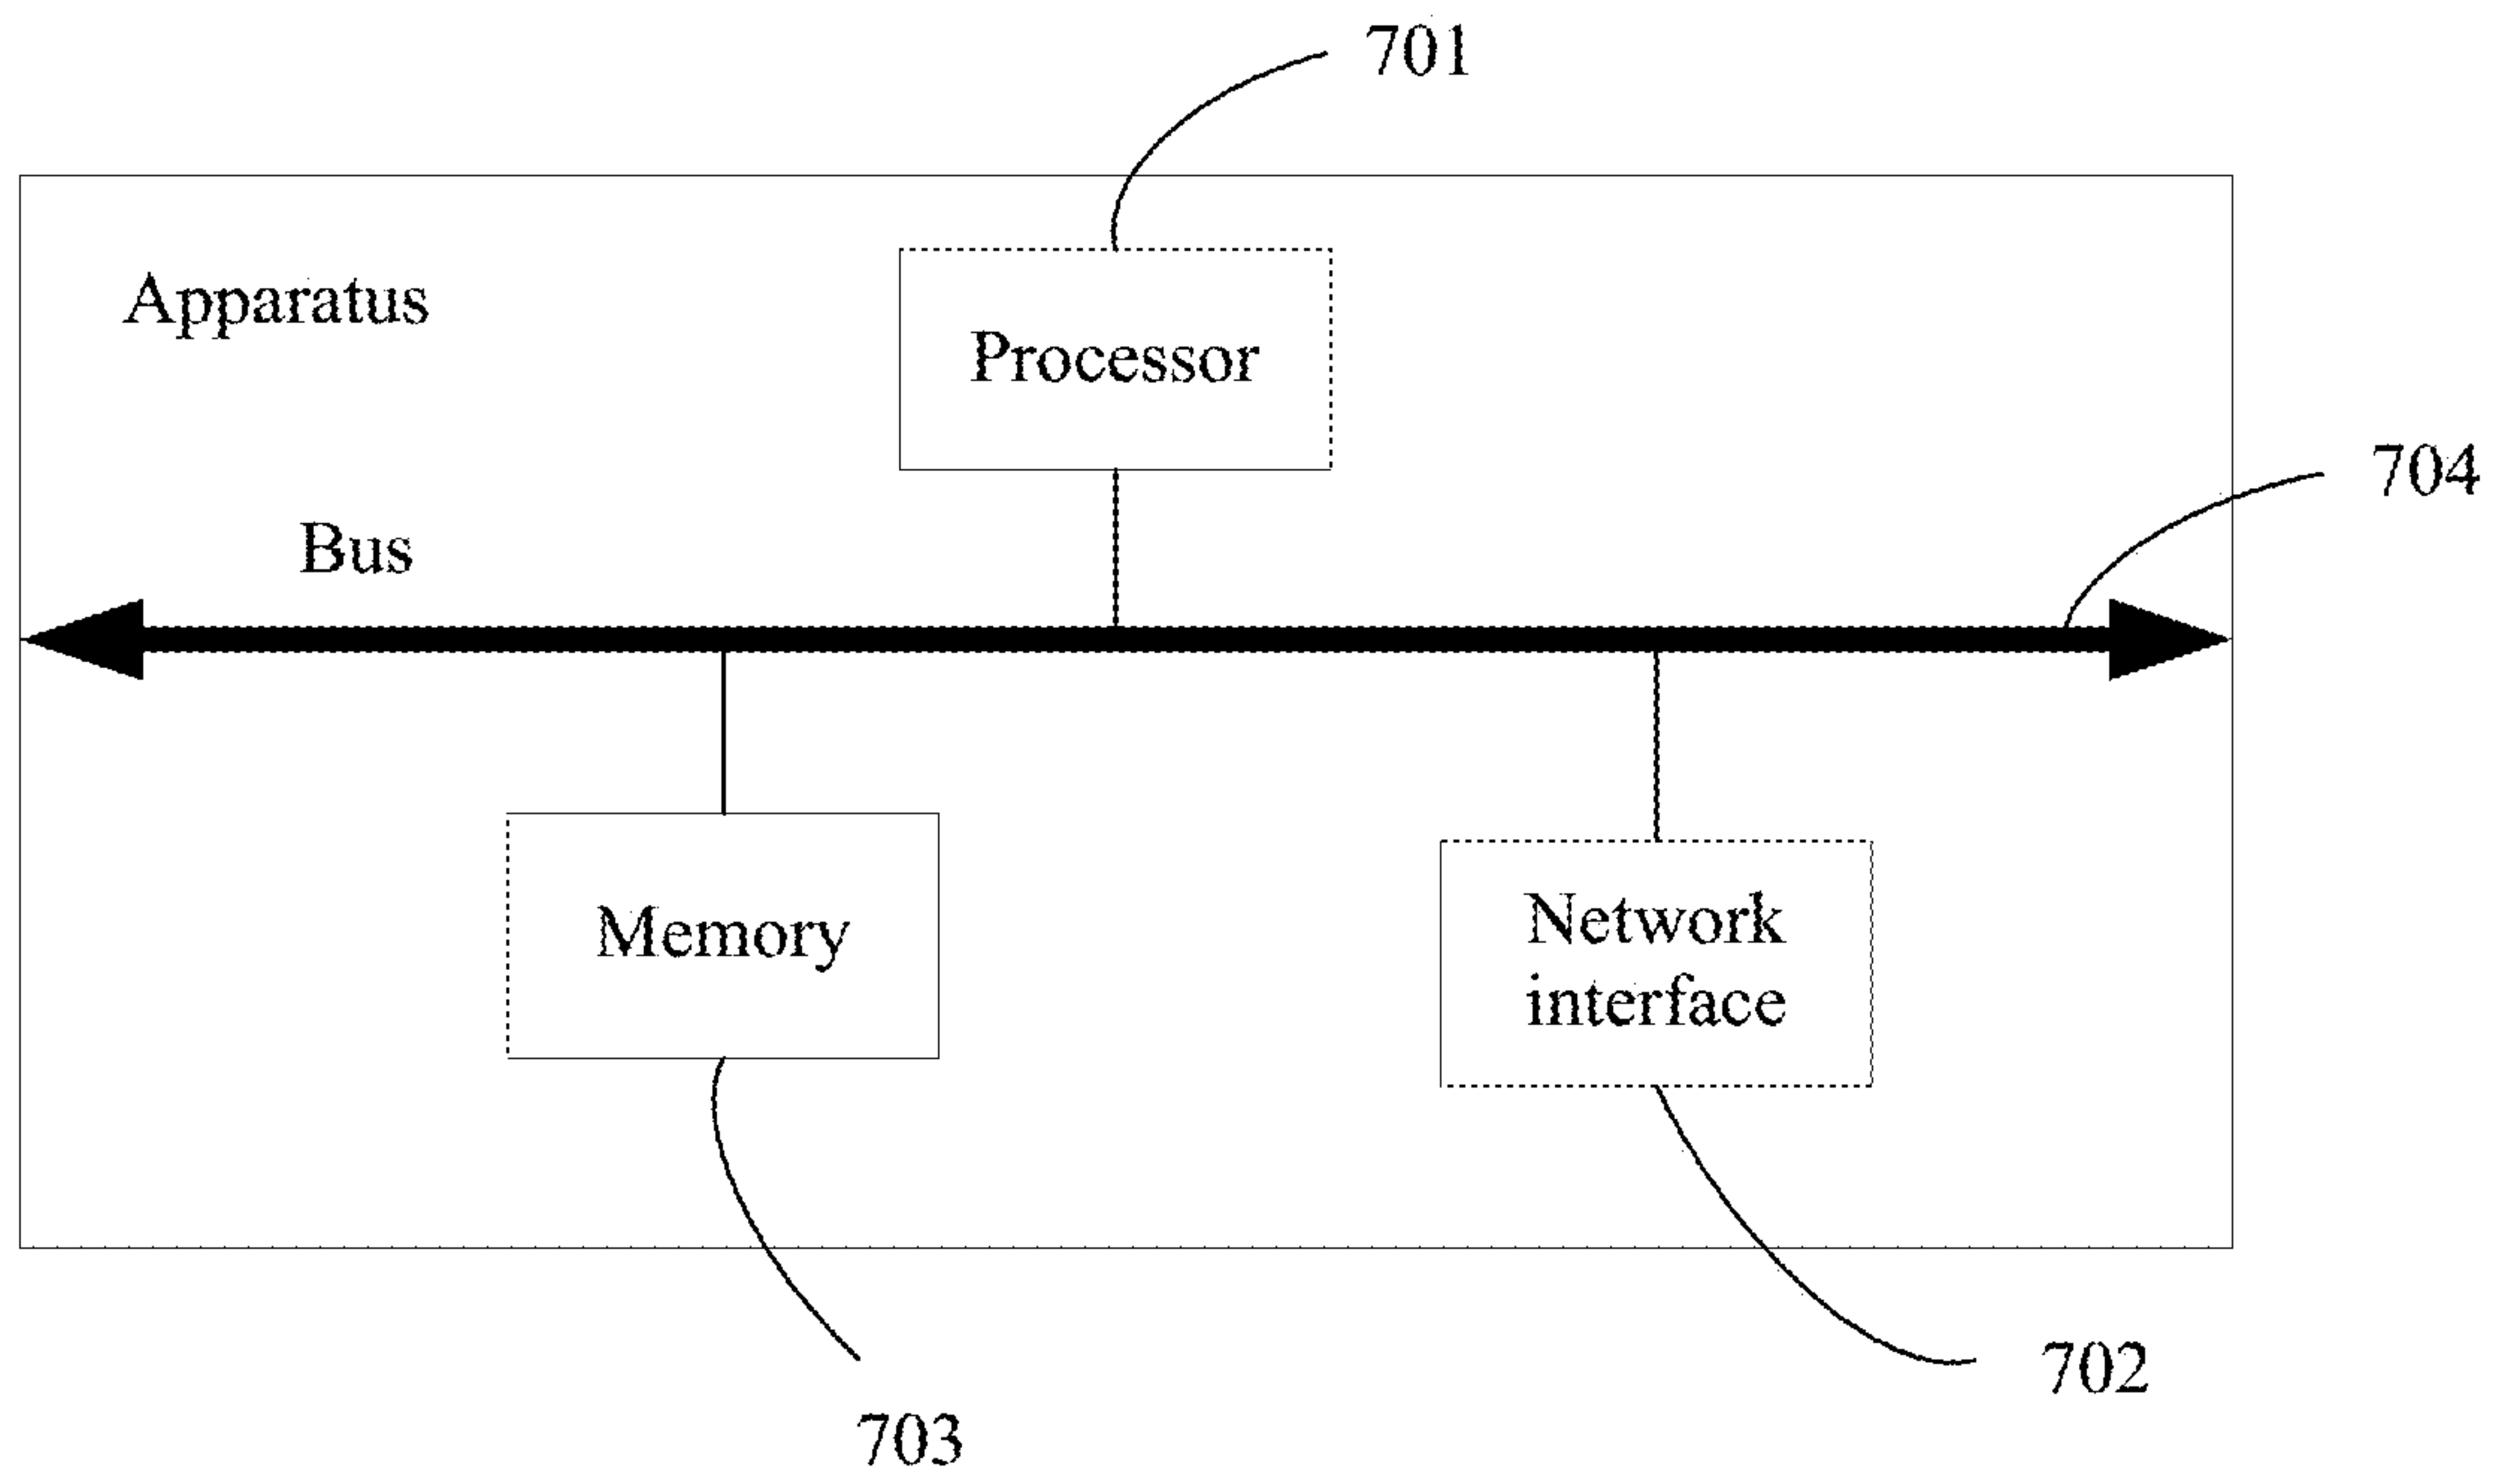 701
Apparatus
Processor
704
Bus
Memory
Network
interface
702
703